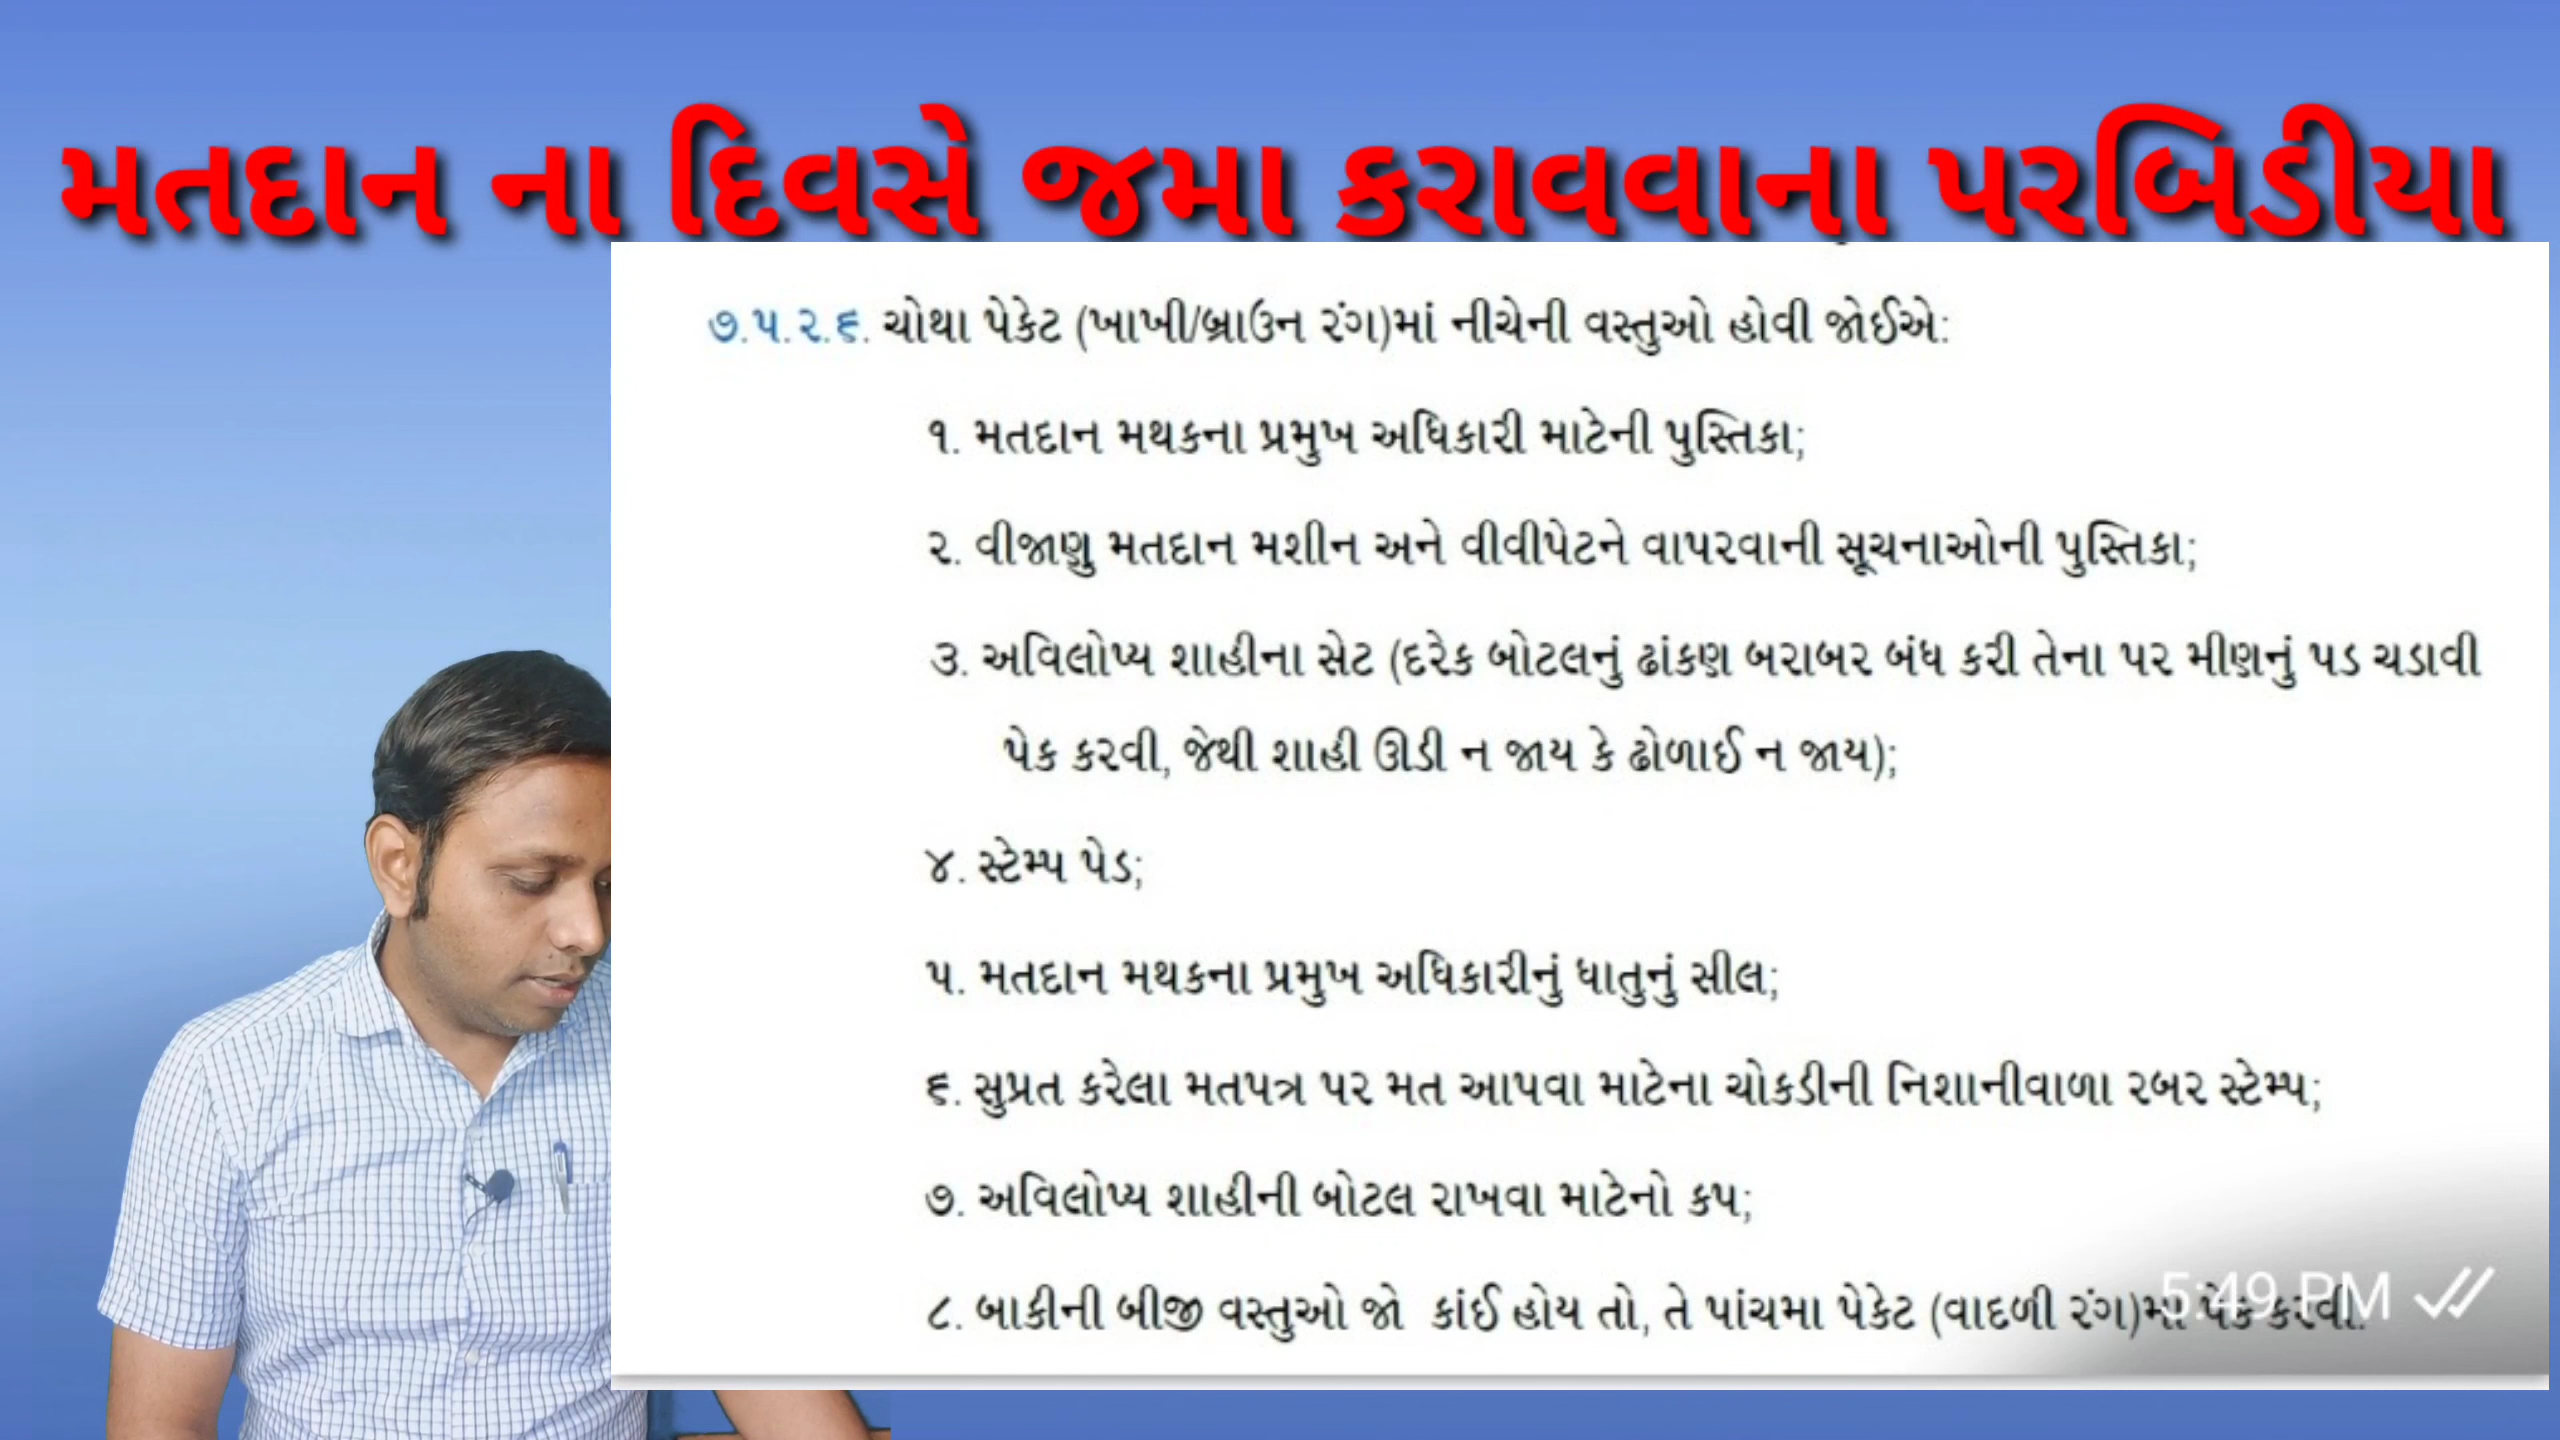 મતદાન ના દિવસે જમા કરાવવાના પરબિડીયા
૭.૫.૨.૬. ચોથા પેકેટ (ખાખી/બ્રાઉન રંગ)માં નીચેની વસ્તુઓ હોવી જોઈએ:
૧. મતદાન મથકના પ્રમુખ અધિકારી માટેની પુસ્તિકા;
૨. વીજાણુ મતદાન મશીન અને વીવીપેટને વાપરવાની સૂચનાઓની પુસ્તિકા;
૩. અવિલોપ્ય શાહીના સેટ (દરેક બોટલનું ઢાંકણ બરાબર બંધ કરી તેના પર મીણનું પડ ચડાવી
પેક કરવી, જેથી શાહી ઊડી ન જાય કે ઢોળાઈ ન જાય);
૪. સ્ટેમ્પ પેડ;
૫. મતદાન મથકના પ્રમુખ અધિકારીનું ધાતુનું સીલ;
૬. સુપ્રત કરેલા મતપત્ર પર મત આપવા માટેના ચોકડીની નિશાનીવાળા રબર સ્ટેમ્પ;
૭. અવિલોપ્ય શાહીની બોટલ રાખવા માટેનો કપ;
૮. બાકીની બીજી વસ્તુઓ જો કાંઈ હોય તો, તે પાંચમા પેકેટ (વાદળી રંગ)માં પેક કરવી.
5:49 PM